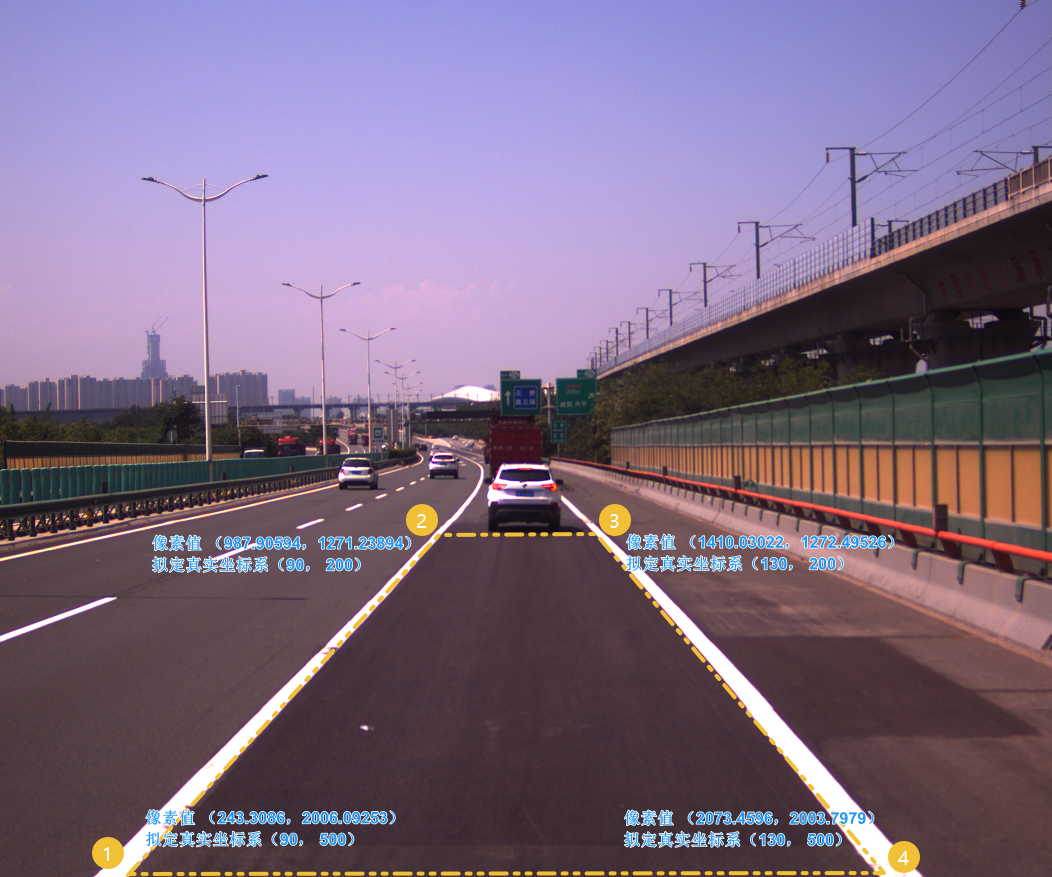 2
3
像素值 （987.90594， 1271.23894）
拟定真实坐标系（90， 200）
像素值 （1410.03022， 1272.49526）
拟定真实坐标系（130， 200）
像素值 （243.3086， 2006.09253）
拟定真实坐标系（90， 500）
像素值 （2073.4596， 2003.7979）
拟定真实坐标系（130， 500）
1
4